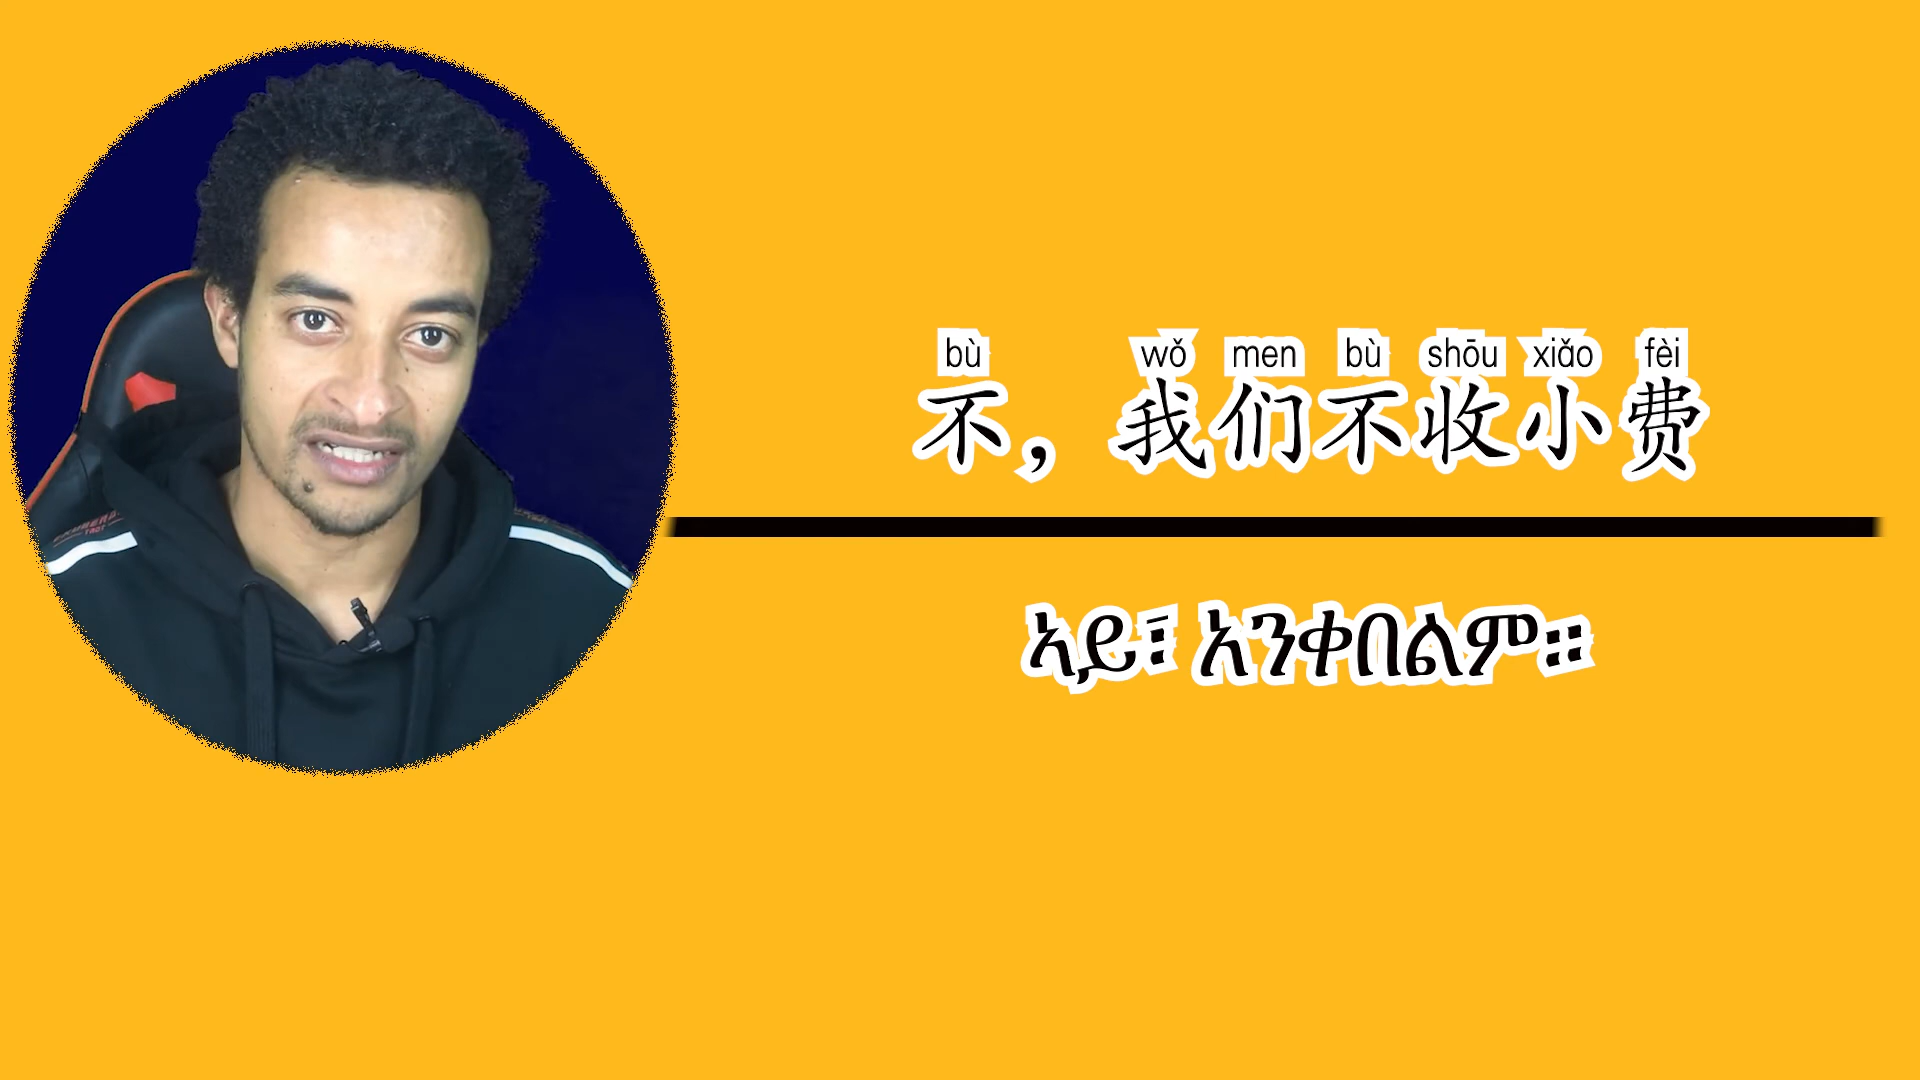 bù wǒ men bù shōu xiǎo fèi
不，我们不收小费
ኣይ፣ አንቀበልም።